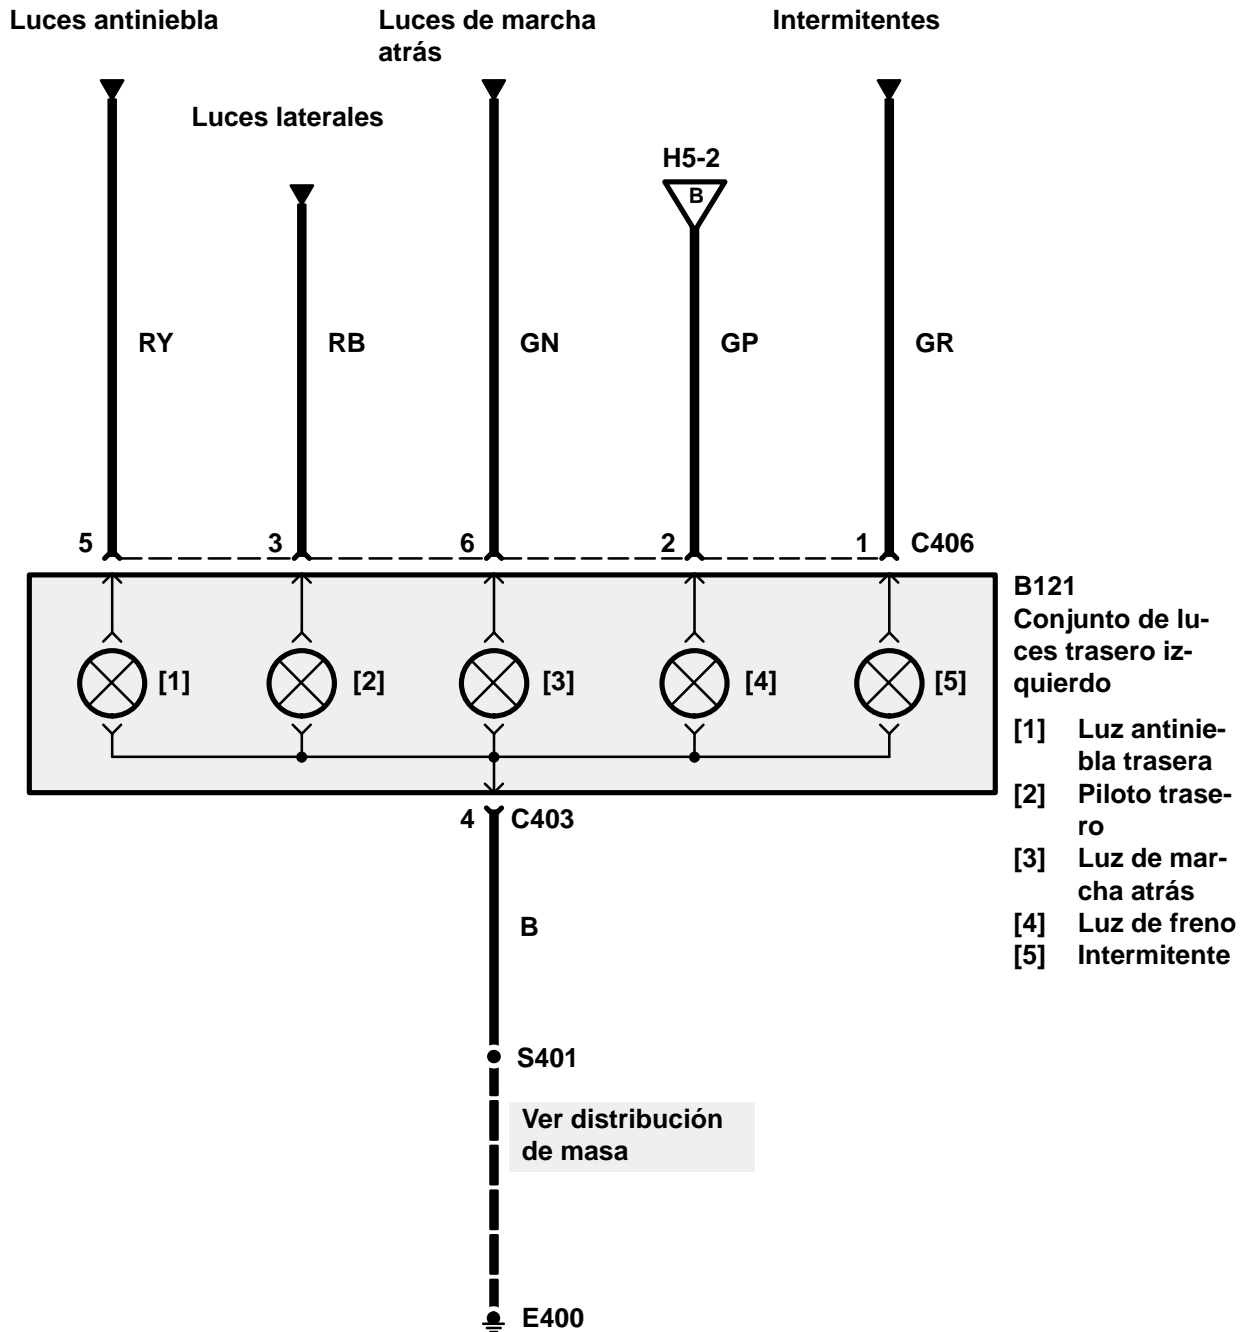 Luces antiniebla
Luces de marcha
atrás
Intermitentes
Luces laterales
H5-2
B
RY
RB
GN
GP
GR
5
3
6
2
1
C406
[1]
[2]
[3]
[4]
[5]
B121
Conjunto de lu-
ces trasero iz-
quierdo
[1] Luz antinie-
bla trasera
[2] Piloto trase-
ro
[3] Luz de mar-
cha atrás
[4] Luz de freno
[5] Intermitente
4
C403
B
S401
Ver distribución
de masa
E400